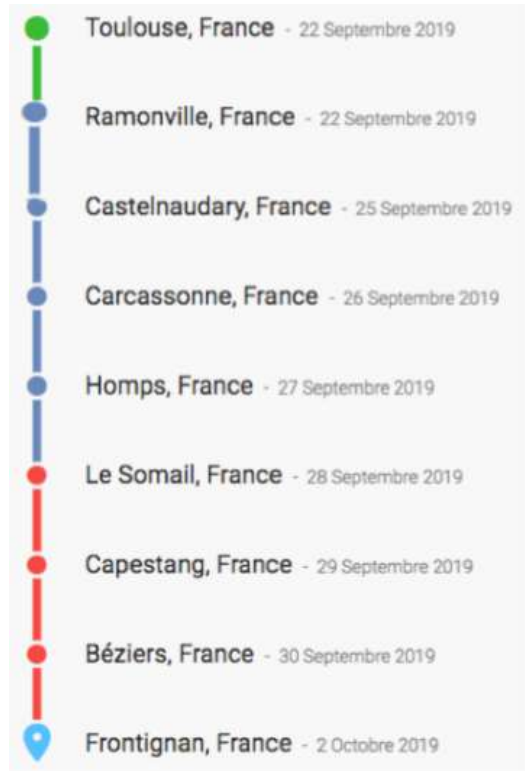 Toulouse, France - 22 Septembre 2019
Ramonville, France - 22 Septembre 2019
Castelnaudary, France - 25 Septembre 2019
Carcassonne, France - 26 Septembre 2019
Homps, France - 27 Septembre 2019
Le Somail, France - 28 Septembre 2019
Capestang, France - 29 Septembre 2019
Béziers, France - 30 Septembre 2019
Frontignan, France - 2 Octobre 2019